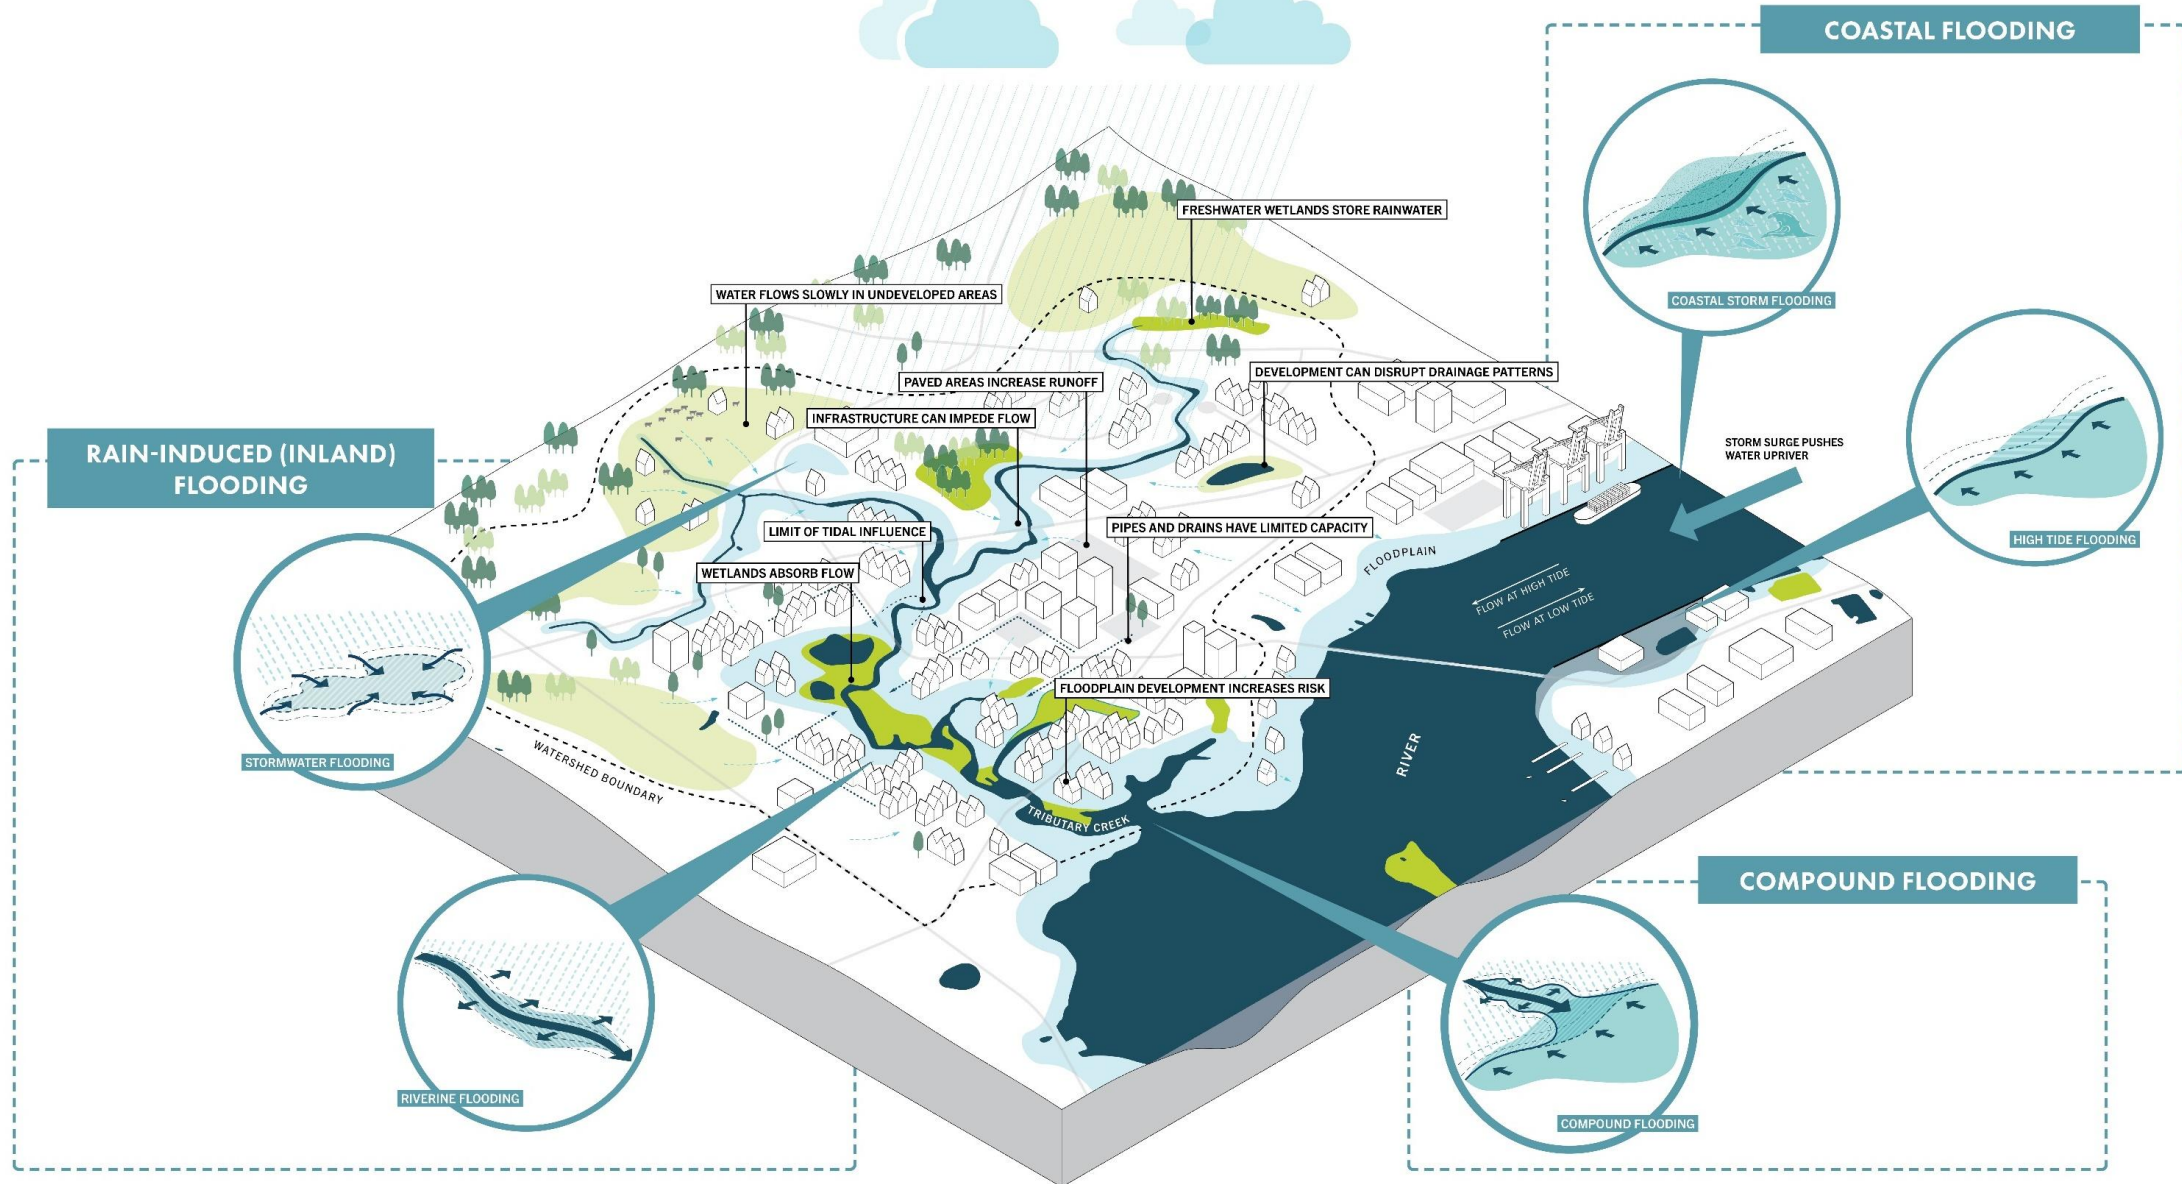 COASTAL FLOODING
COASTAL STORM FLOODING
HIGH TIDE FLOODING
STORM SURGE PUSHES
WATER UPRIVER
FRESHWATER WETLANDS STORE RAINWATER
WATER FLOWS SLOWLY IN UNDEVELOPED AREAS
DEVELOPMENT CAN DISRUPT DRAINAGE PATTERNS
PAVED AREAS INCREASE RUNOFF
INFRASTRUCTURE CAN IMPEDE FLOW
RAIN-INDUCED (INLAND)
FLOODING
PIPES AND DRAINS HAVE LIMITED CAPACITY
LIMIT OF TIDAL INFLUENCE
WETLANDS ABSORB FLOW
FLOODPLAIN
FLOW AT HIGH TIDE
FLOW AT LOW TIDE
FLOODPLAIN DEVELOPMENT INCREASES RISK
STORMWATER FLOODING
WATERSHED BOUNDARY
RIVER
TRIBUTARY CREEK
COMPOUND FLOODING
RIVERINE FLOODING
COMPOUND FLOODING